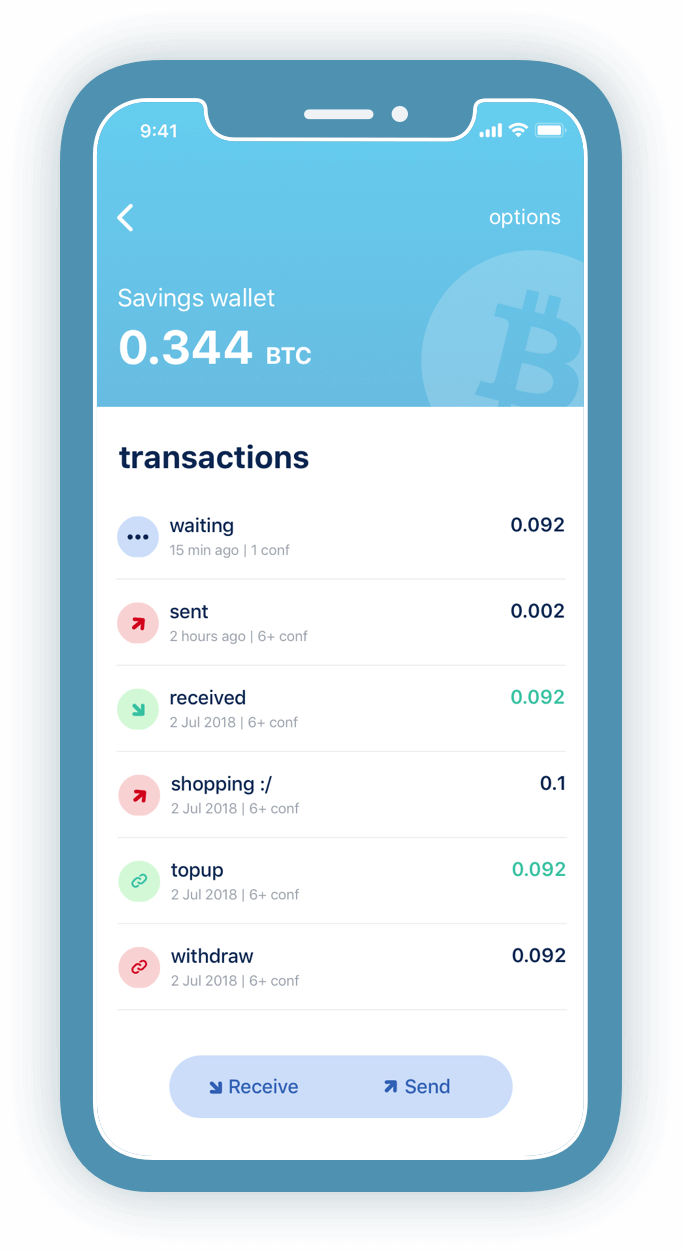 9:41
options
Savings wallet
0.344 BTC
transactions
waiting 0.092
15 min ago | 1 conf
sent 0.002
2 hours ago | 6+ conf
received 0.092
2 Jul 2018 | 6+ conf
shopping :/ 0.1
2 Jul 2018 | 6+ conf
topup 0.092
2 Jul 2018 | 6+ conf
withdraw 0.092
2 Jul 2018 | 6+ conf
Receive Send